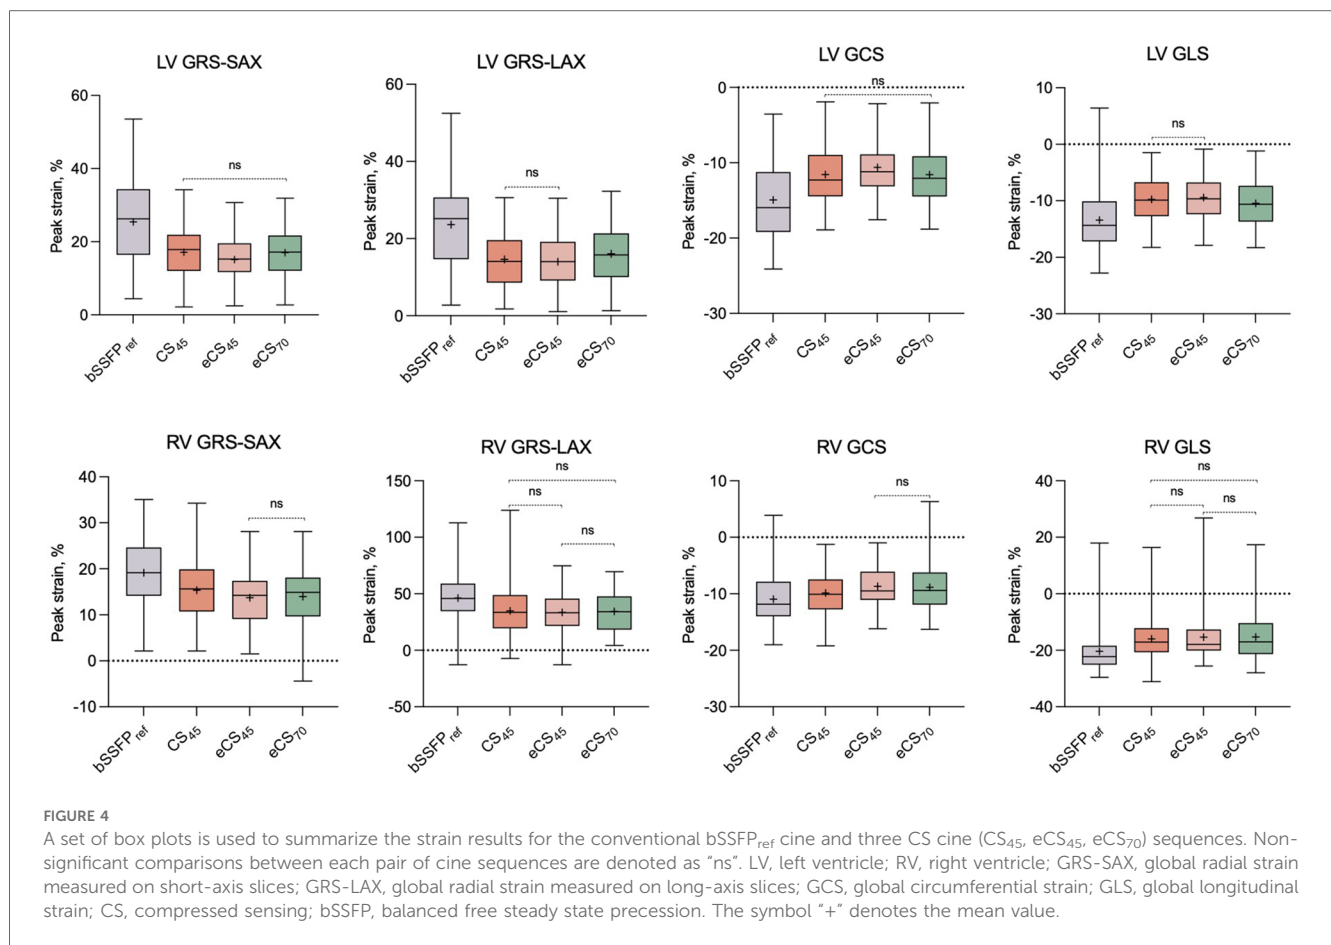 LV GRS-SAX
Peak strain, %
60
40
20
0
ns
bSSFP ref
CS45
eCS45
eCS70
LV GRS-LAX
Peak strain, %
60
40
20
0
ns
bSSFP ref
CS45
eCS45
eCS70
LV GCS
Peak strain, %
0
-10
-20
-30
ns
bSSFP ref
CS45
eCS45
eCS70
LV GLS
Peak strain, %
10
0
-10
-20
-30
ns
bSSFP ref
CS45
eCS45
eCS70
RV GRS-SAX
Peak strain, %
40
30
20
10
0
-10
ns
bSSFP ref
CS45
eCS45
eCS70
RV GRS-LAX
Peak strain, %
150
100
50
0
-50
ns
ns
ns
bSSFP ref
CS45
eCS45
eCS70
RV GCS
Peak strain, %
10
0
-10
-20
-30
ns
bSSFP ref
CS45
eCS45
eCS70
RV GLS
Peak strain, %
40
20
0
-20
-40
ns
ns
ns
bSSFP ref
CS45
eCS45
eCS70
FIGURE 4
A set of box plots is used to summarize the strain results for the conventional bSSFPref cine and three CS cine (CS45, eCS45, eCS70) sequences. Non-
significant comparisons between each pair of cine sequences are denoted as “ns”. LV, left ventricle; RV, right ventricle; GRS-SAX, global radial strain
measured on short-axis slices; GRS-LAX, global radial strain measured on long-axis slices; GCS, global circumferential strain; GLS, global longitudinal
strain; CS, compressed sensing; bSSFP, balanced free steady state precession. The symbol “+” denotes the mean value.